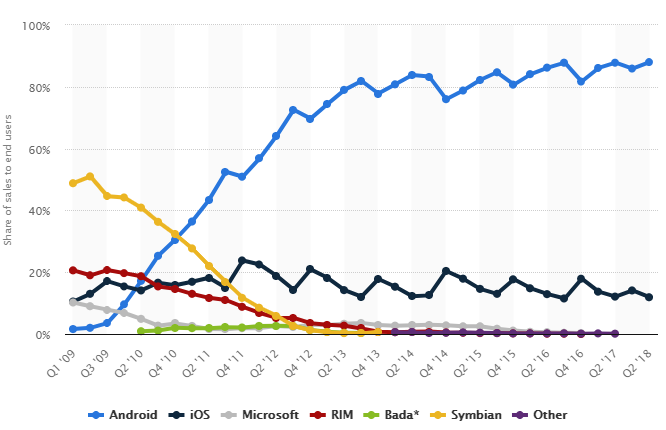 100%
80%
60%
40%
20%
0%
Share of sales to end users
Q1 '09
Q3 '09
Q2 '10
Q4 '10
Q2 '11
Q4 '11
Q2 '12
Q4 '12
Q2 '13
Q4 '13
Q2 '14
Q4 '14
Q2 '15
Q4 '15
Q2 '16
Q4 '16
Q2 '17
Q2 '18
Android iOS Microsoft RIM Bada* Symbian Other